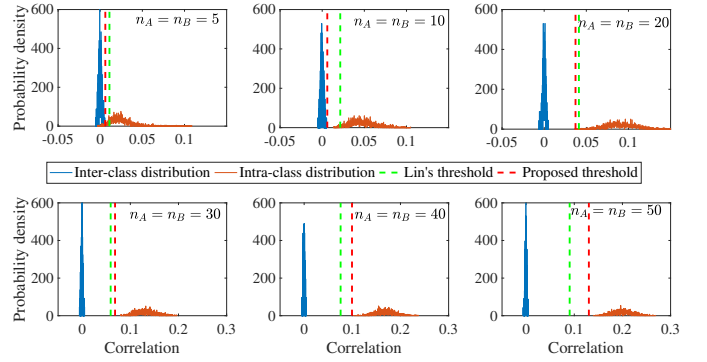 600
400
200
0
Probability density
n_A = n_B = 5
-0.05 0 0.05 0.1
600
400
200
0
n_A = n_B = 10
-0.05 0 0.05 0.1
600
400
200
0
n_A = n_B = 20
-0.05 0 0.05 0.1
Inter-class distribution Intra-class distribution Lin's threshold Proposed threshold
600
400
200
0
Probability density
n_A = n_B = 30
0 0.1 0.2 0.3
Correlation
600
400
200
0
n_A = n_B = 40
0 0.1 0.2 0.3
Correlation
600
400
200
0
n_A = n_B = 50
0 0.1 0.2 0.3
Correlation